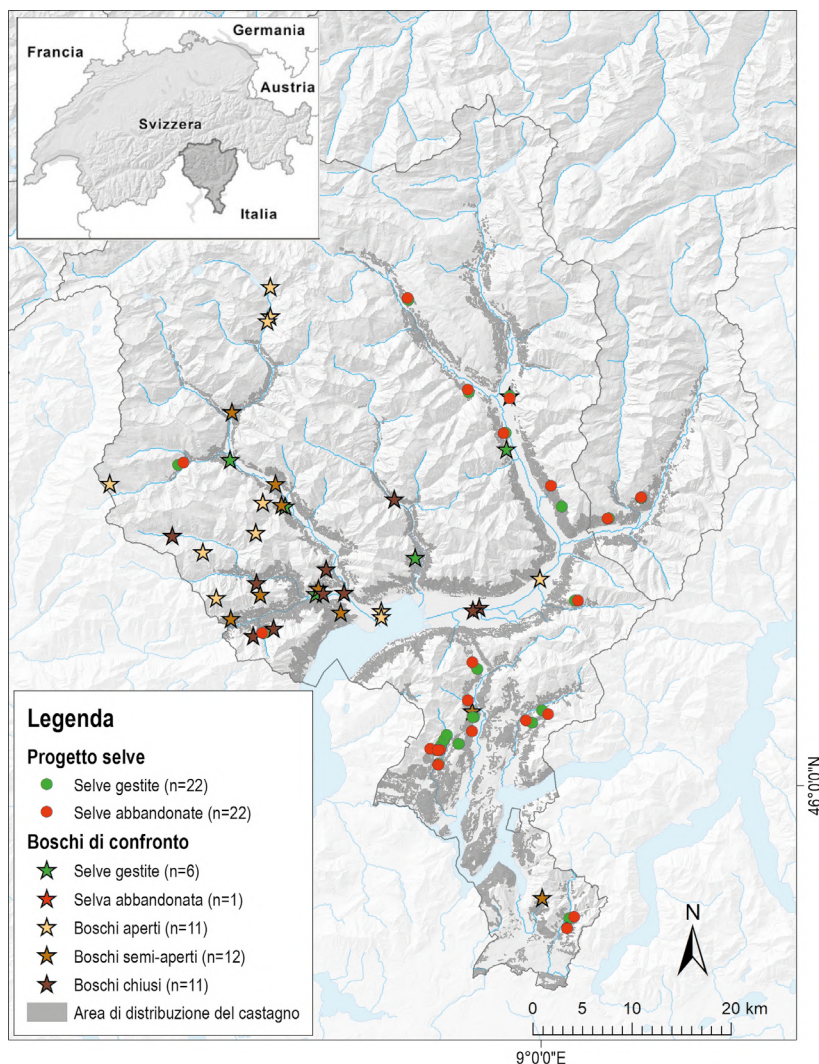 Germania
Francia
Austria
Svizzera
Italia
Legenda
Progetto selve
Selve gestite (n=22)
Selve abbandonate (n=22)
Boschi di confronto
Selve gestite (n=6)
Selva abbandonata (n=1)
Boschi aperti (n=11)
Boschi semi-aperti (n=12)
Boschi chiusi (n=11)
Area di distribuzione del castagno
N
0 5 10 20 km
46°0'0"N
9°0'0"E